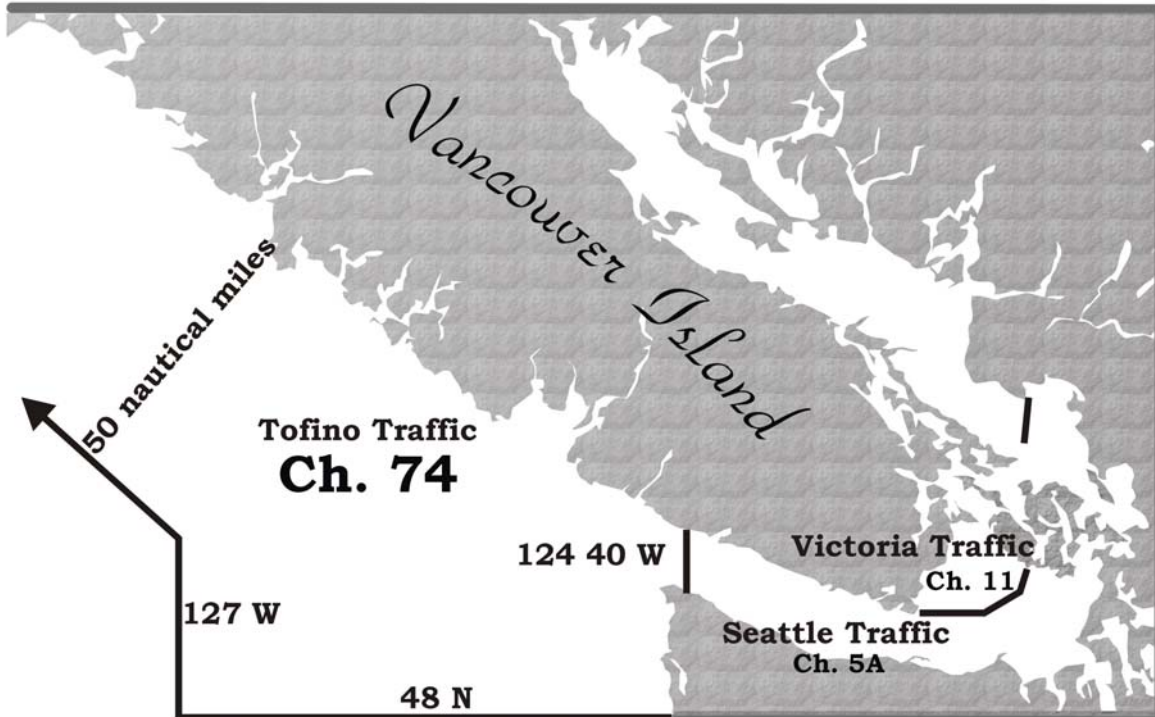 Vancouver Island
50 nautical miles
Tofino Traffic
Ch. 74
124 40 W
Victoria Traffic
Ch. 11
127 W
Seattle Traffic
Ch. 5A
48 N